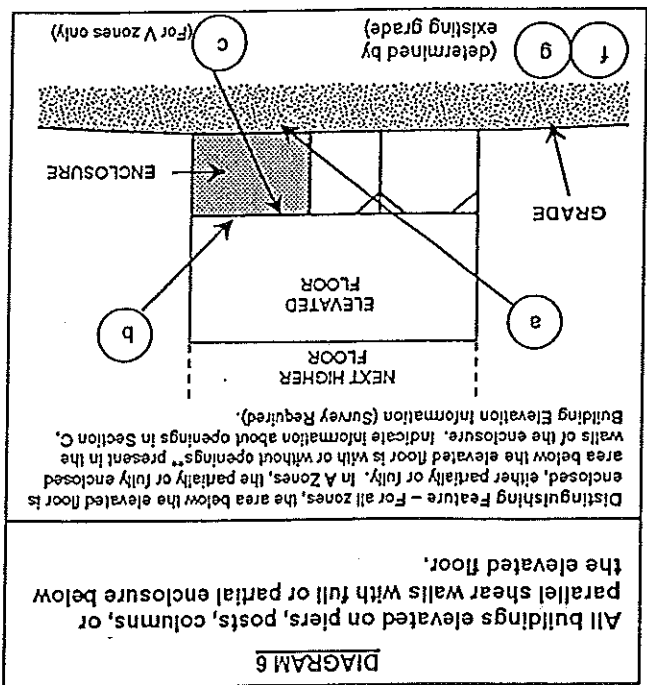 DIAGRAM 6
All buildings elevated on piers, posts, columns, or
parallel shear walls with full or partial enclosure below
the elevated floor.
Distinguishing Feature – For all zones, the area below the elevated floor is
enclosed, either partially or fully. In A Zones, the partially or fully enclosed
area below the elevated floor is with or without openings** present in the
walls of the enclosure. Indicate information about openings in Section C,
Building Elevation Information (Survey Required).
NEXT HIGHER
FLOOR
a
ELEVATED
FLOOR
b
GRADE
ENCLOSURE
f g (determined by
existing grade)
c (For V zones only)